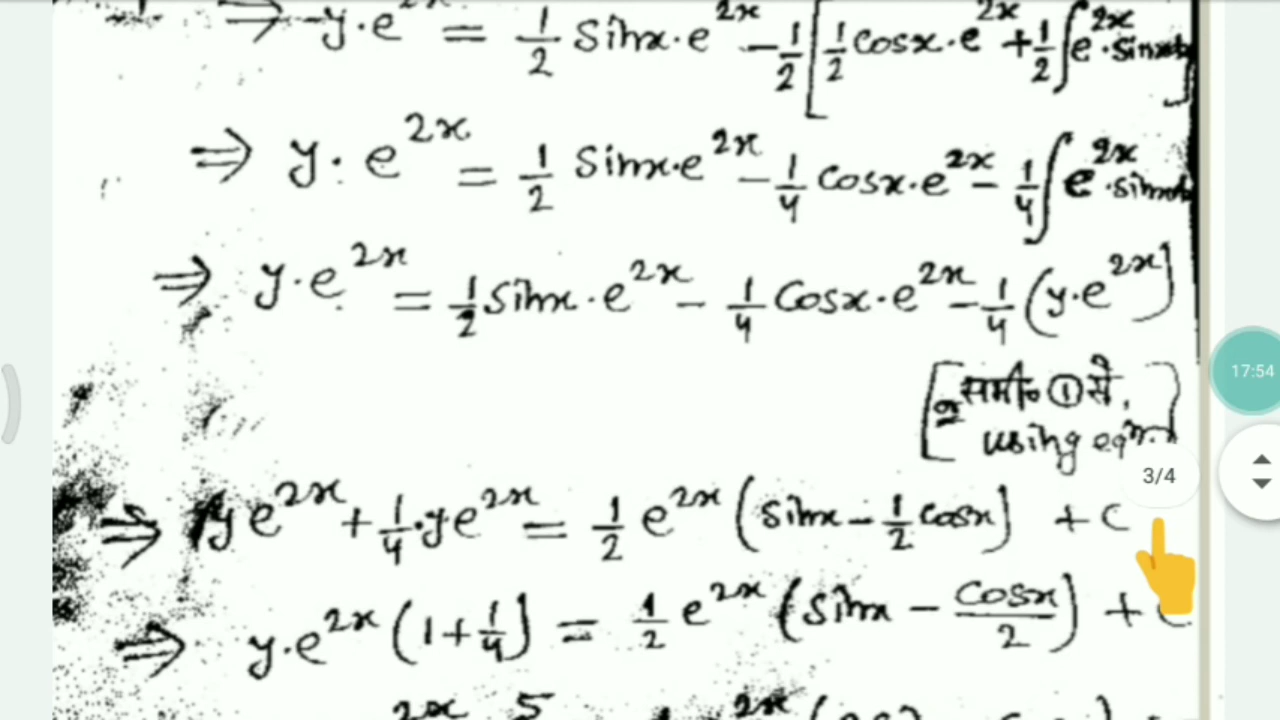 ⇒ y·e^2x = 1/2 Sinx·e^2x - 1/2 [1/2 cosx·e^2x + 1/2 ∫e^2x·sinx
⇒ y·e^2x = 1/2 Sinx·e^2x - 1/4 cosx·e^2x - 1/4 ∫e^2x·sinx
⇒ y·e^2x = 1/2 Sinx·e^2x - 1/4 Cosx·e^2x - 1/4 (y·e^2x)
[समी० ① से,
using eqn.]
17:54
3/4
⇒ ye^2x + 1/4·ye^2x = 1/2 e^2x (sinx - 1/2 cosx) + C
⇒ y·e^2x (1 + 1/4) = 1/2 e^2x (sinx - cosx/2) + C
2x 5 2x